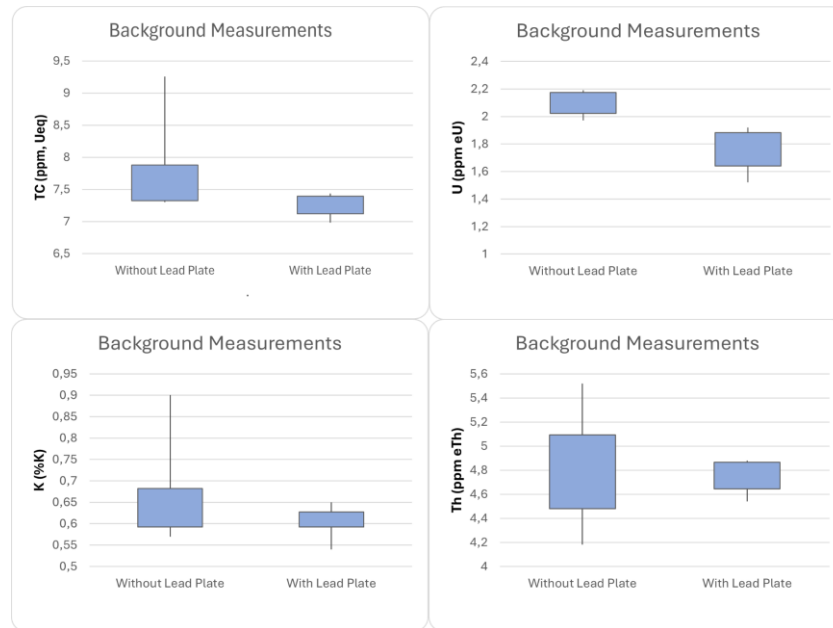 Background Measurements
TC (ppm, Ueq)
9,5
9
8,5
8
7,5
7
6,5
Without Lead Plate
With Lead Plate
Background Measurements
U (ppm eU)
2,4
2,2
2
1,8
1,6
1,4
1,2
1
Without Lead Plate
With Lead Plate
Background Measurements
K (%K)
0,95
0,9
0,85
0,8
0,75
0,7
0,65
0,6
0,55
0,5
Without Lead Plate
With Lead Plate
Background Measurements
Th (ppm eTh)
5,6
5,4
5,2
5
4,8
4,6
4,4
4,2
4
Without Lead Plate
With Lead Plate